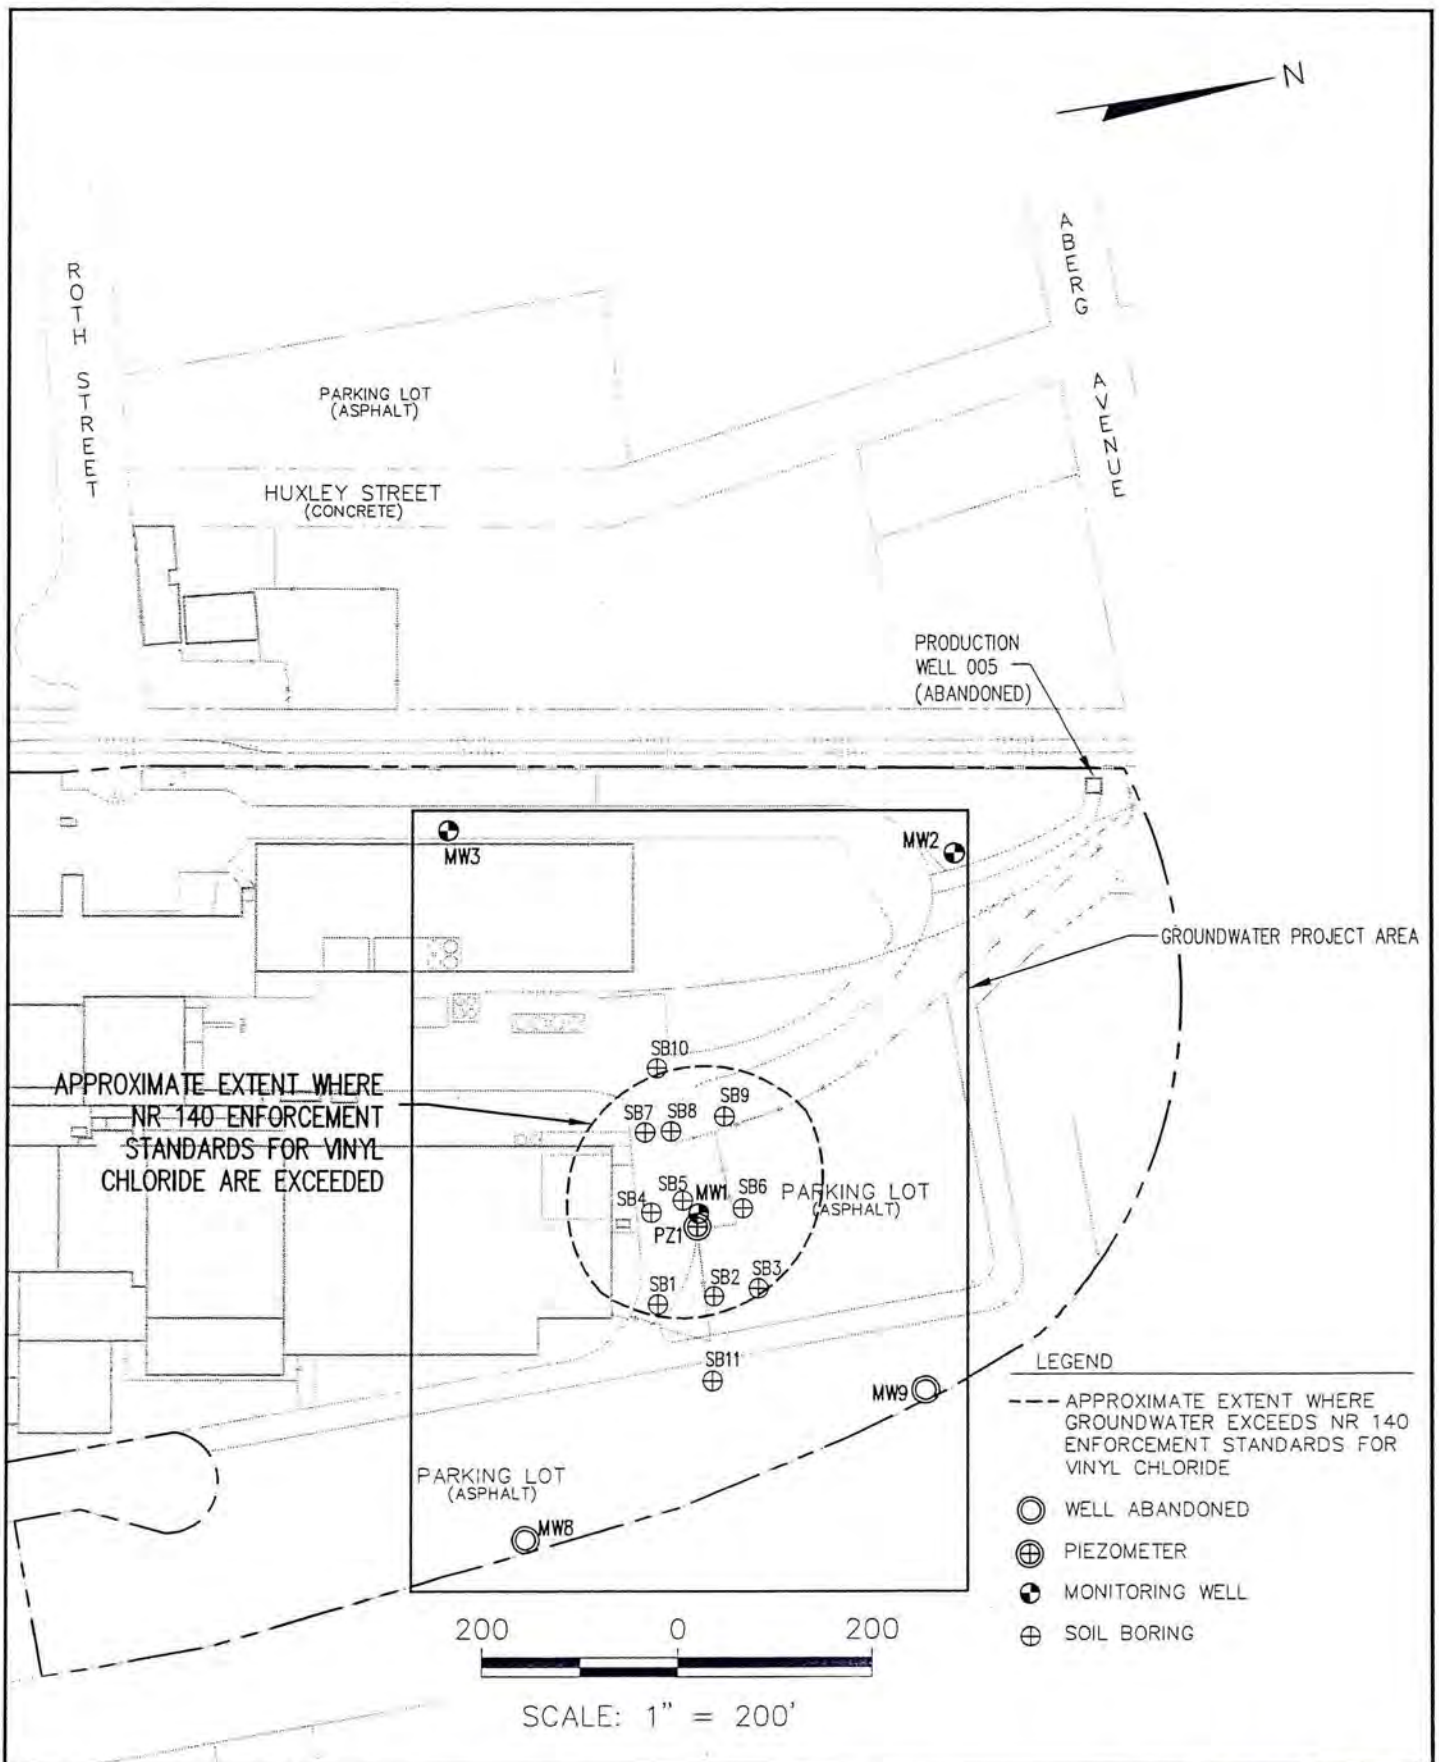 N
ROTH STREET
ABERG AVENUE
PARKING LOT
(ASPHALT)
HUXLEY STREET
(CONCRETE)
PRODUCTION
WELL 005
(ABANDONED)
MW3
MW2
GROUNDWATER PROJECT AREA
APPROXIMATE EXTENT WHERE
NR 140 ENFORCEMENT
STANDARDS FOR VINYL
CHLORIDE ARE EXCEEDED
SB10
SB9
SB7
SB8
SB5
MW1
SB6
SB4
PZ1
PARKING LOT
(ASPHALT)
SB1
SB2
SB3
SB11
MW9
PARKING LOT
(ASPHALT)
MW8
LEGEND
APPROXIMATE EXTENT WHERE
GROUNDWATER EXCEEDS NR 140
ENFORCEMENT STANDARDS FOR
VINYL CHLORIDE
WELL ABANDONED
PIEZOMETER
MONITORING WELL
SOIL BORING
200 0 200
SCALE: 1" = 200'